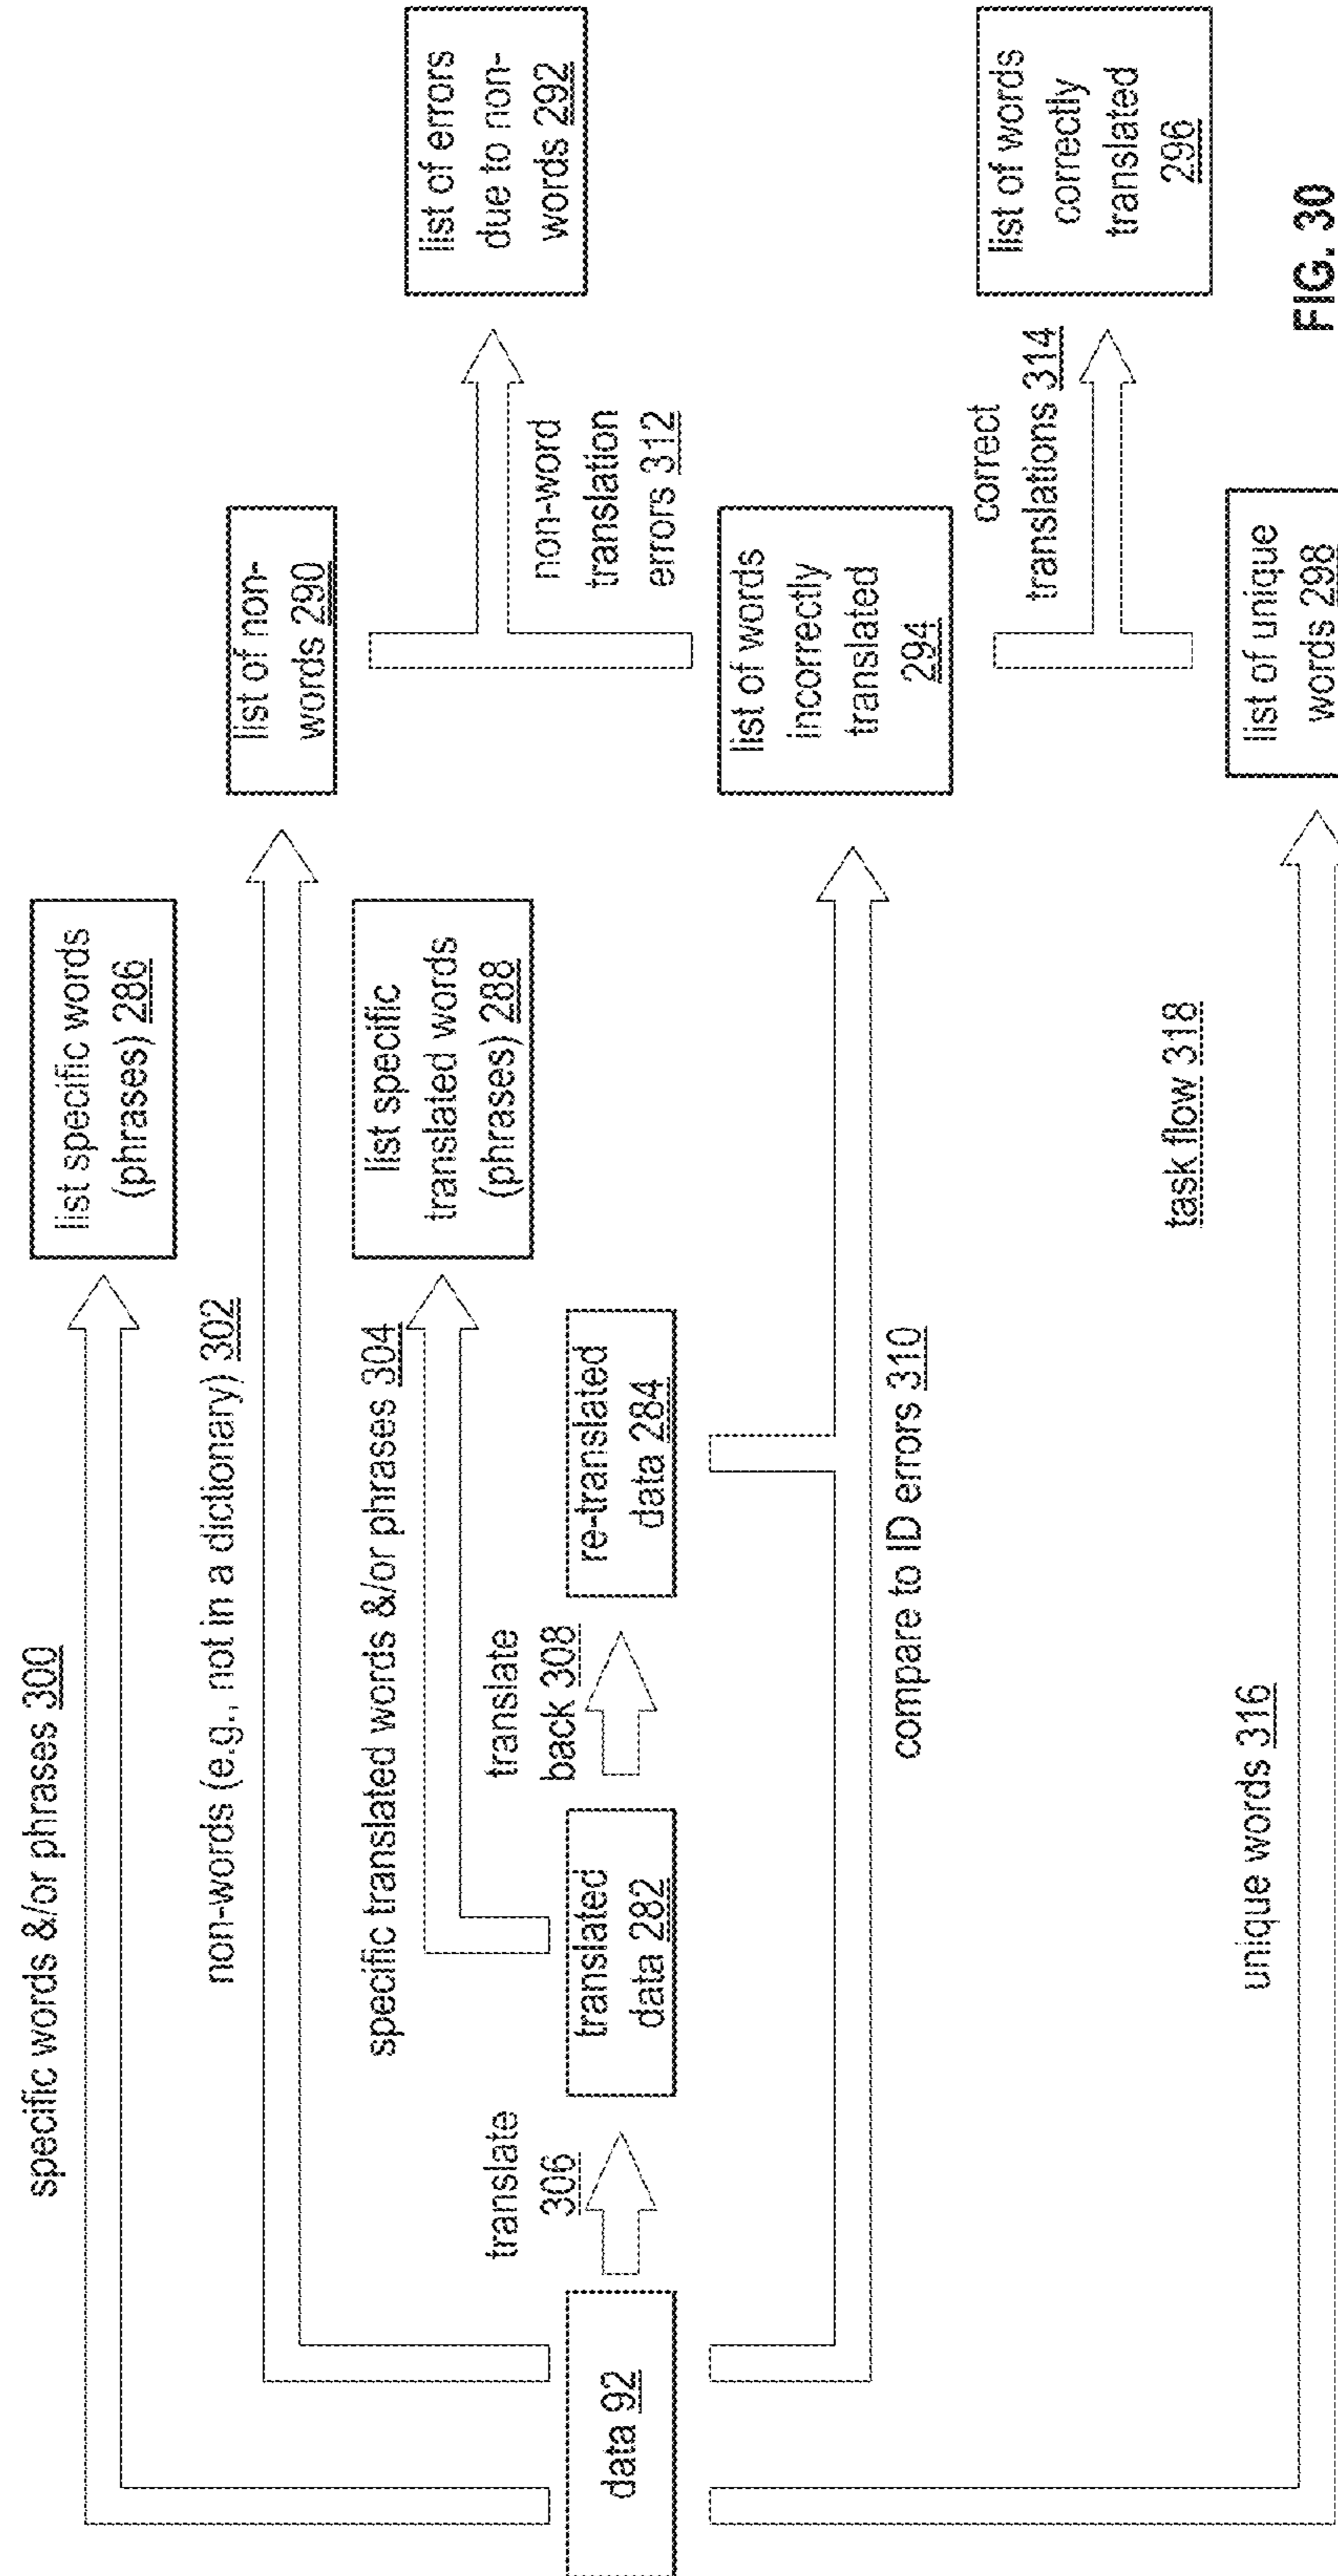 specific words &/or phrases 300
list specific words
(phrases) 286
non-words (e.g., not in a dictionary) 302
list of non-
words 290
specific translated words &/or phrases 304
list specific
translated words
(phrases) 288
list of errors
due to non-
words 292
non-word
translation
errors 312
data 92
translate
306
translated
data 282
translate
back 308
re-translated
data 284
compare to ID errors 310
list of words
incorrectly
translated
294
correct
translations 314
list of words
correctly
translated
296
task flow 318
unique words 316
list of unique
words 298
FIG. 30